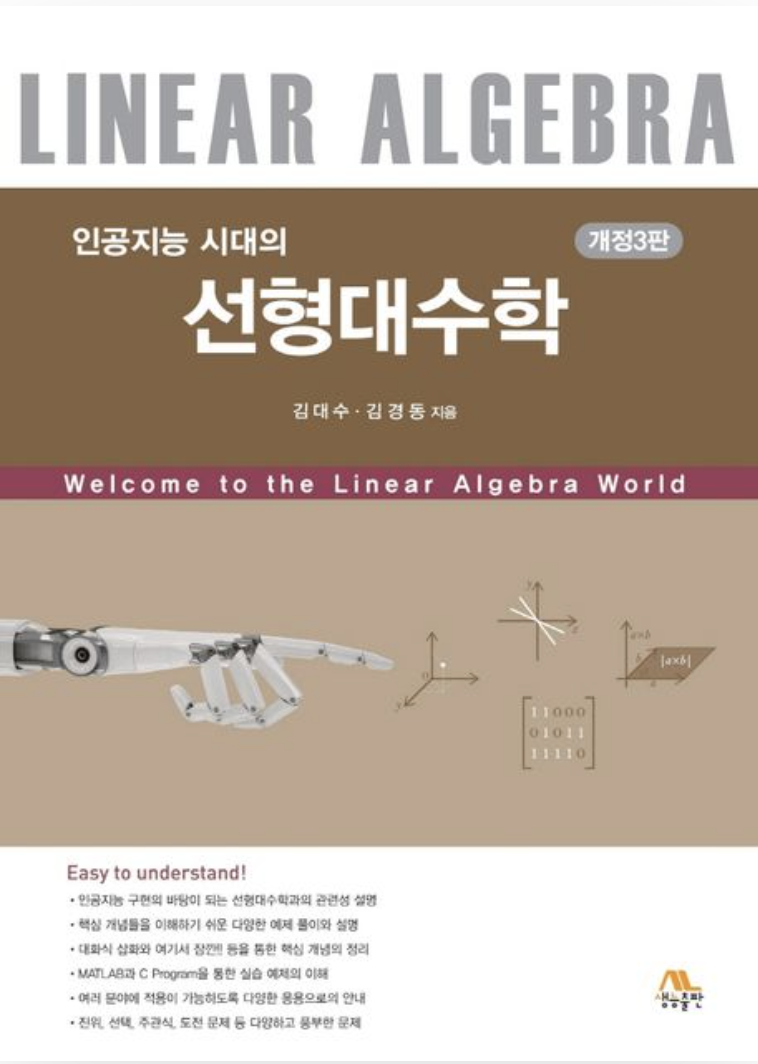 LINEAR ALGEBRA
인공지능 시대의
개정3판
선형대수학
김대수 · 김경동 지음
Welcome to the Linear Algebra World
y
x
a×b
b
|a×b|
a
O
y
11000
01011
11110
Easy to understand!
• 인공지능 구현의 바탕이 되는 선형대수학과의 관련성 설명
• 핵심 개념들을 이해하기 쉬운 다양한 예제 풀이와 설명
• 대화식 삽화와 여기서 잠깐!! 등을 통한 핵심 개념의 정리
• MATLAB과 C Program을 통한 실습 예제의 이해
• 여러 분야에 적용이 가능하도록 다양한 응용으로의 안내
• 진위, 선택, 주관식, 도전 문제 등 다양하고 풍부한 문제
생능출판